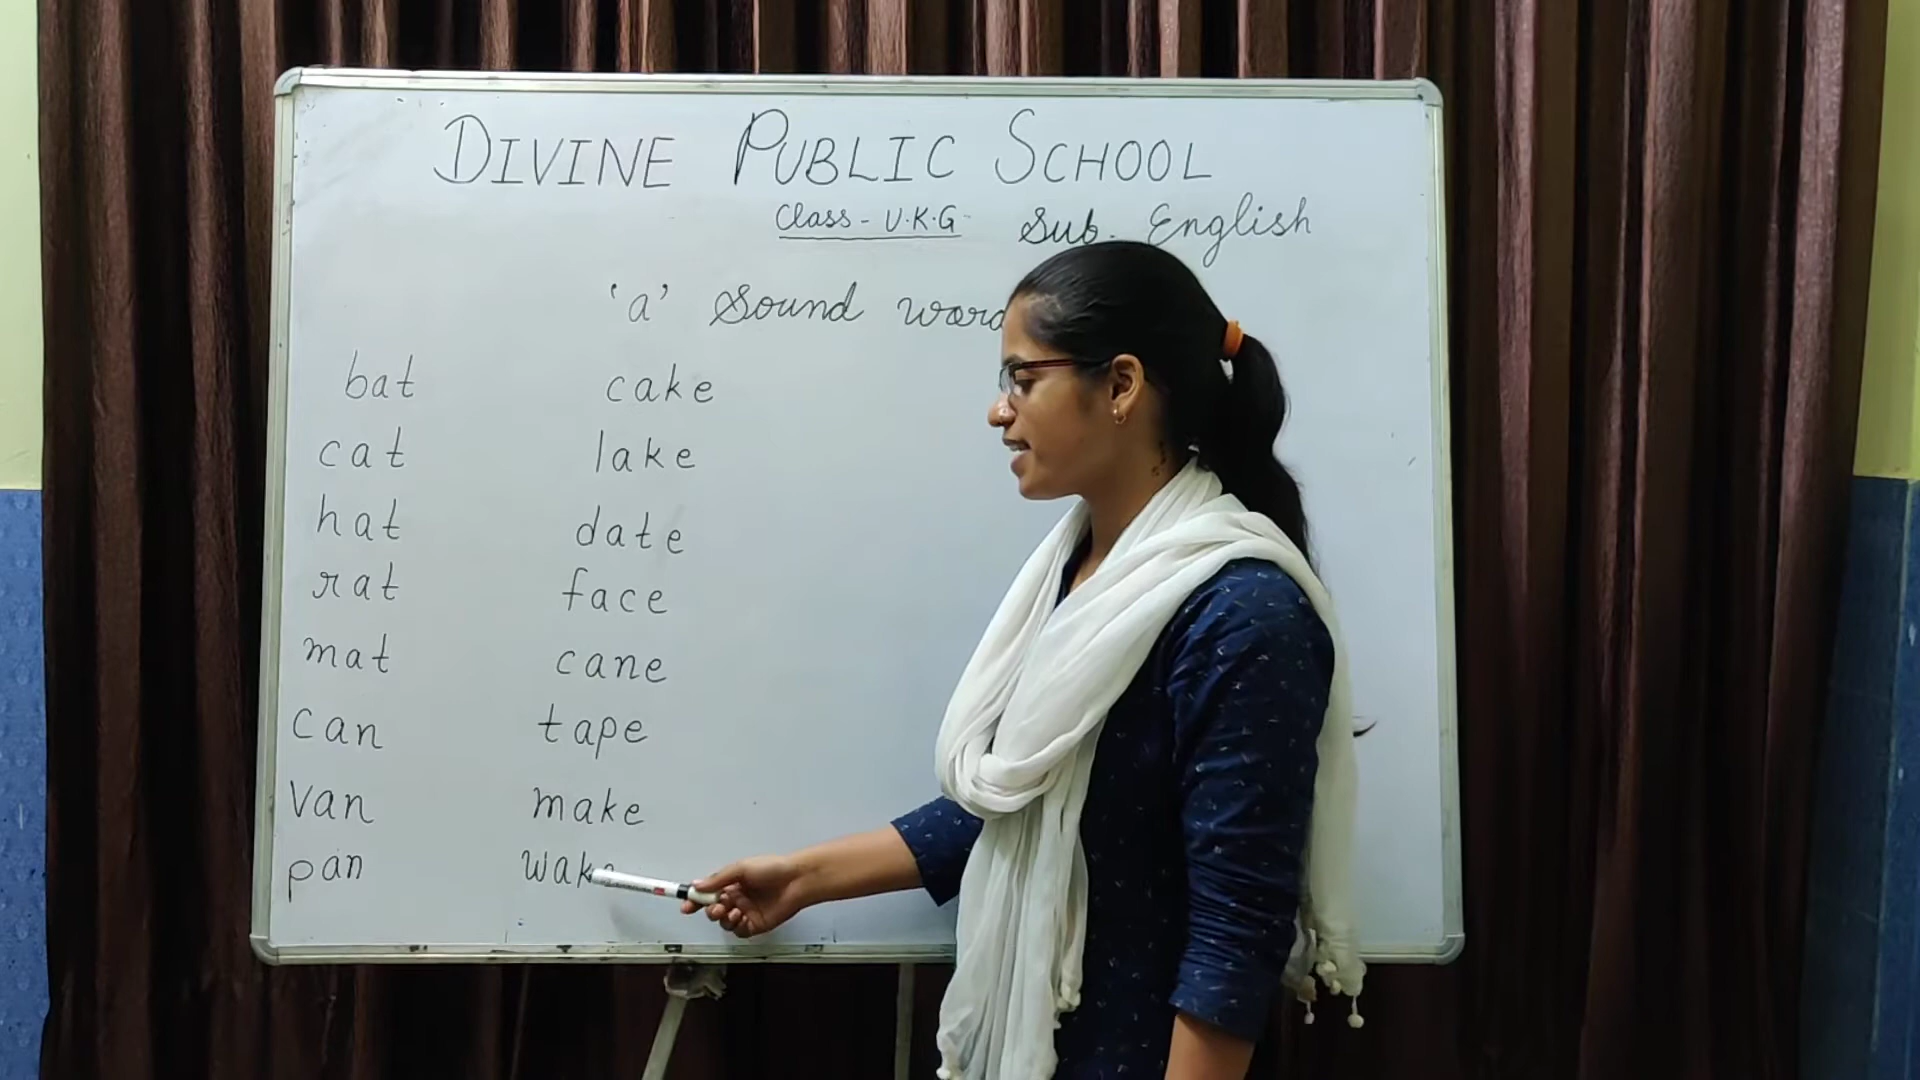 DIVINE PUBLIC SCHOOL
Class - U.K.G- Sub. English
'a' Sound
bat cake
cat lake
hat date
rat face
mat cane
can tape
van make
pan